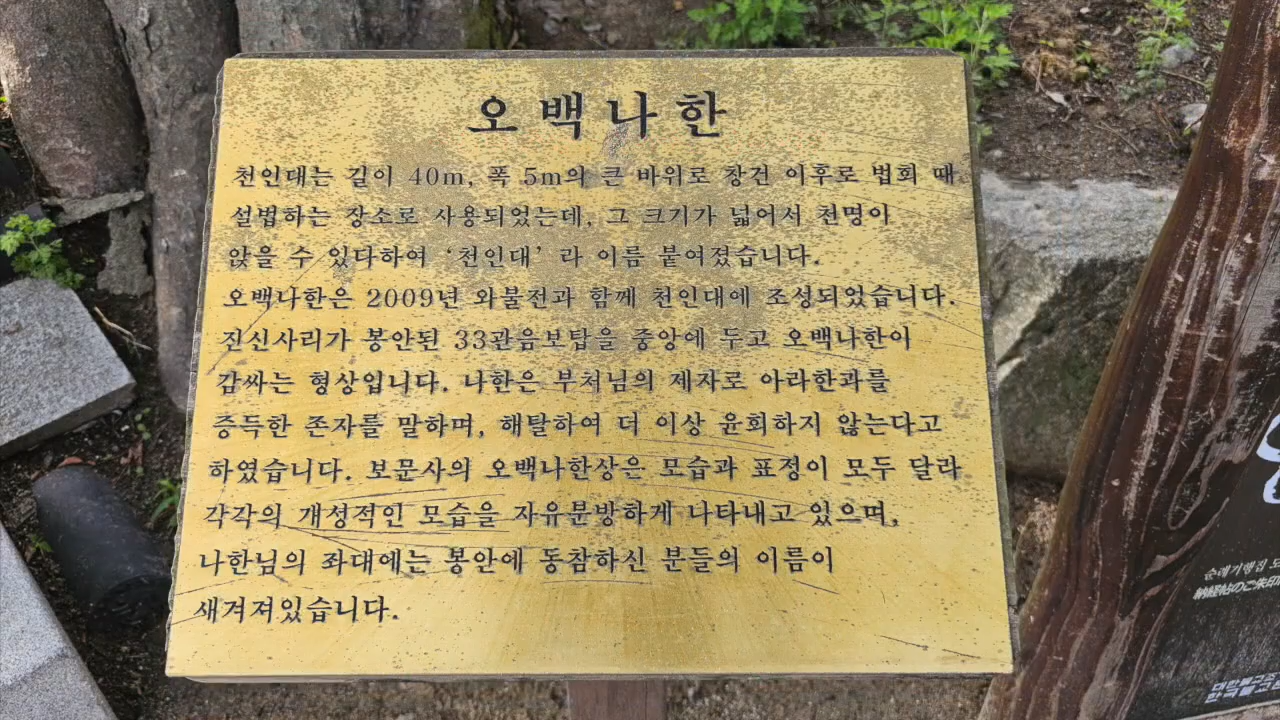 오백나한
천인대는 길이 40m, 폭 5m의 큰 바위로 창건 이후로 법회 때
설법하는 장소로 사용되었는데, 그 크기가 넓어서 천명이
앉을 수 있다하여 ‘천인대’ 라 이름 붙여졌습니다.
오백나한은 2009년 와불전과 함께 천인대에 조성되었습니다.
진신사리가 봉안된 33관음보탑을 중앙에 두고 오백나한이
감싸는 형상입니다. 나한은 부처님의 제자로 아라한과를
증득한 존자를 말하며, 해탈하여 더 이상 윤회하지 않는다고
하였습니다. 보문사의 오백나한상은 모습과 표정이 모두 달라
각각의 개성적인 모습을 자유분방하게 나타내고 있으며,
나한님의 좌대에는 봉안에 동참하신 분들의 이름이
새겨져있습니다.
순례기행집
納経帖のご朱印